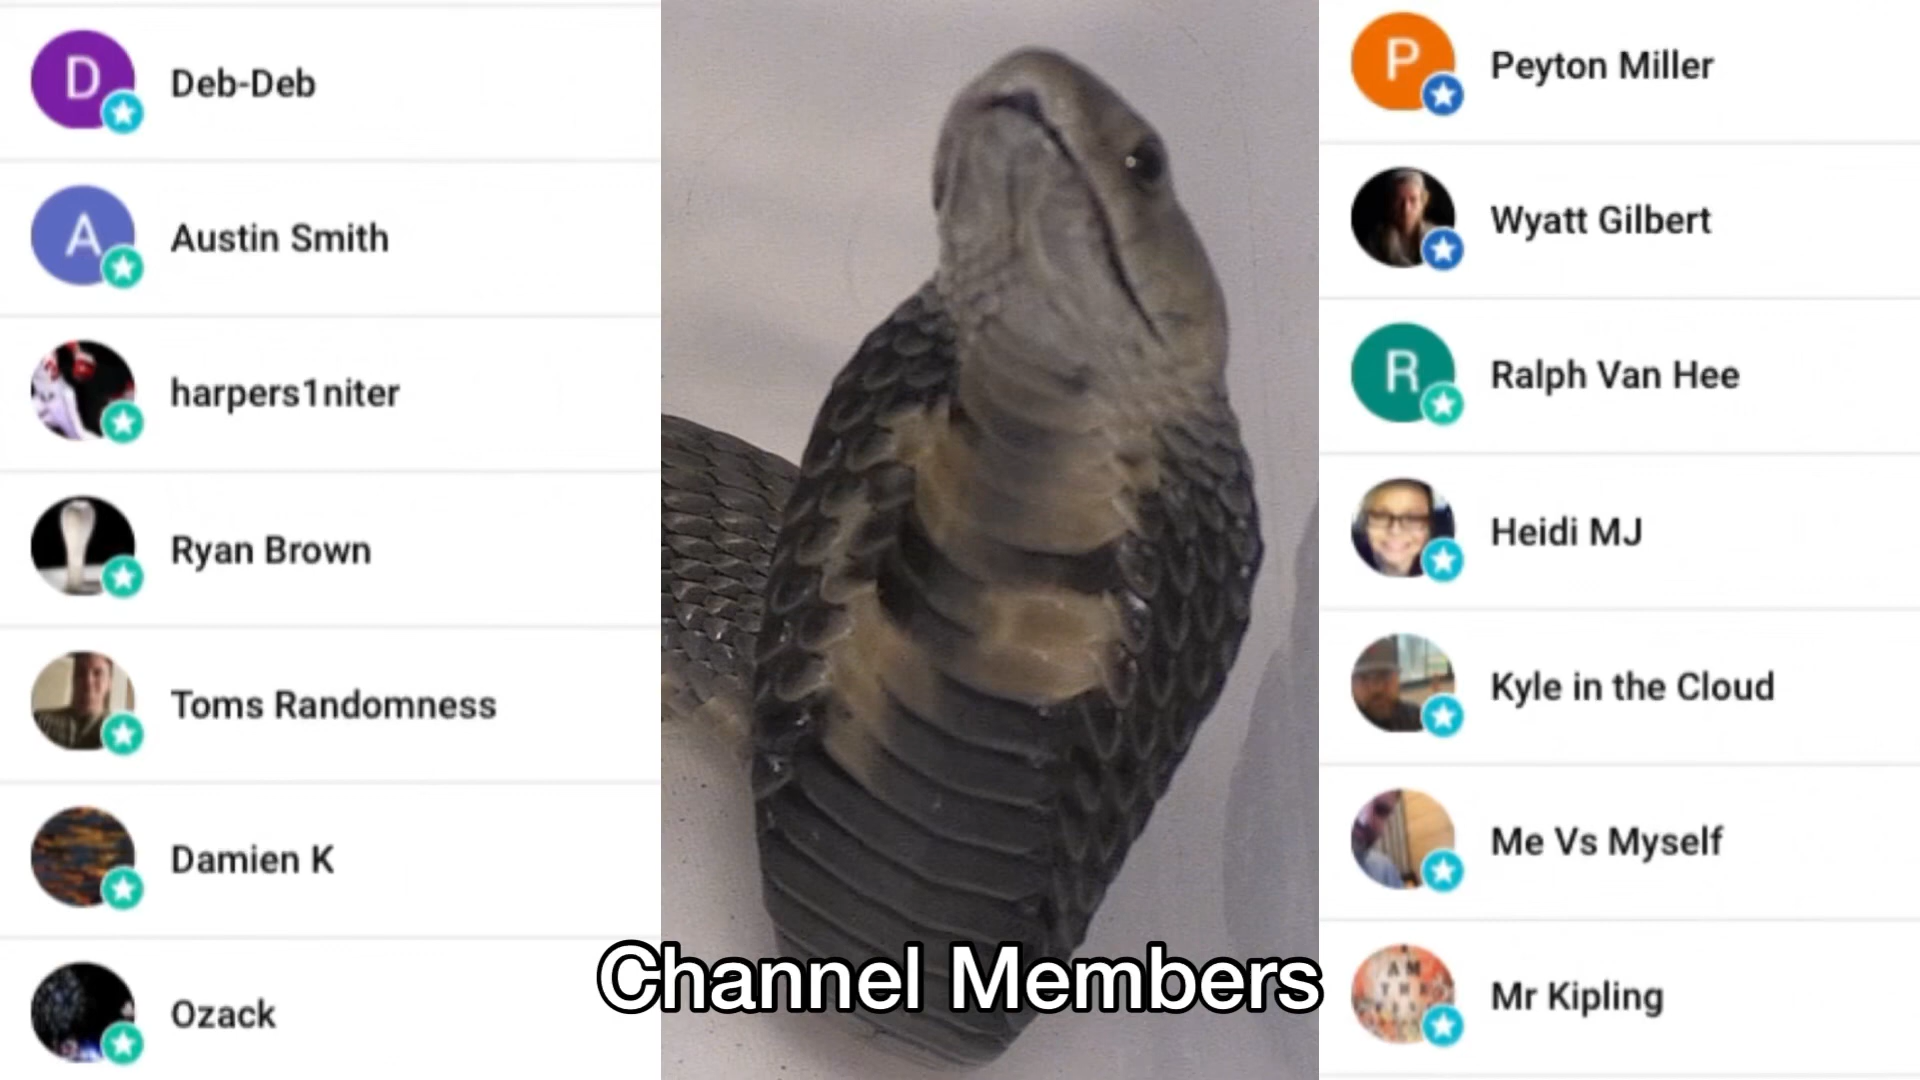 D
Deb-Deb
A
Austin Smith
harpers1niter
Ryan Brown
Toms Randomness
Damien K
Ozack
P
Peyton Miller
Wyatt Gilbert
R
Ralph Van Hee
Heidi MJ
Kyle in the Cloud
Me Vs Myself
Mr Kipling
Channel Members